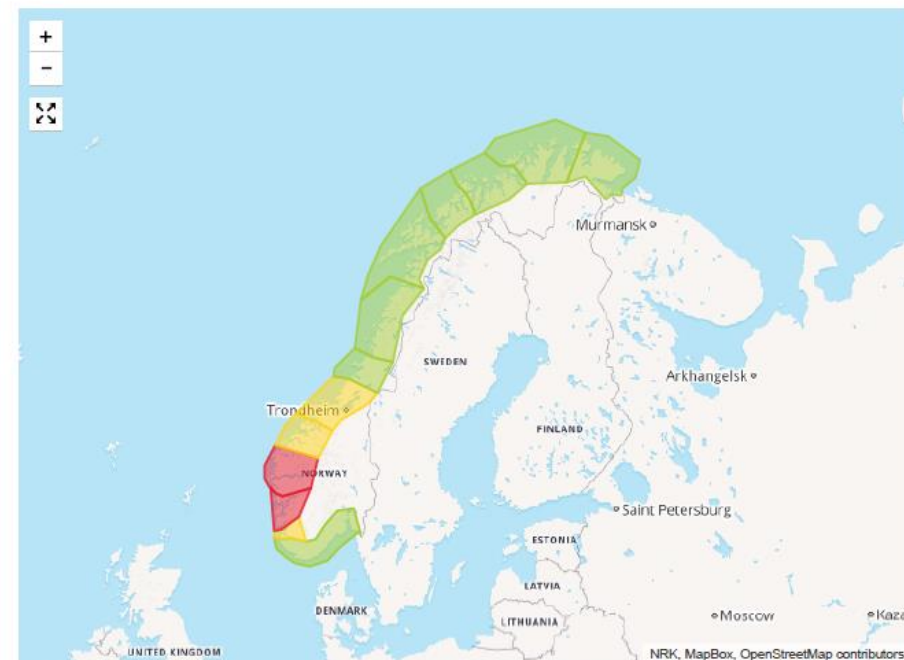 +
−
Murmansk
SWEDEN
Arkhangelsk
Trondheim
FINLAND
NORWAY
Saint Petersburg
ESTONIA
LATVIA
DENMARK
LITHUANIA
Moscow
Kaza
UNITED KINGDOM
NRK, MapBox, OpenStreetMap contributors